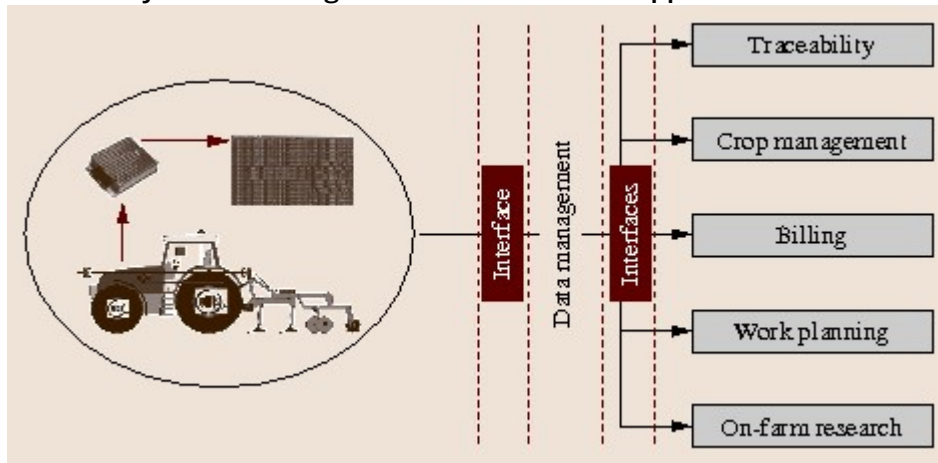 Traceability
Crop management
Interface
Data management
Interfaces
Billing
Work planning
On-farm research